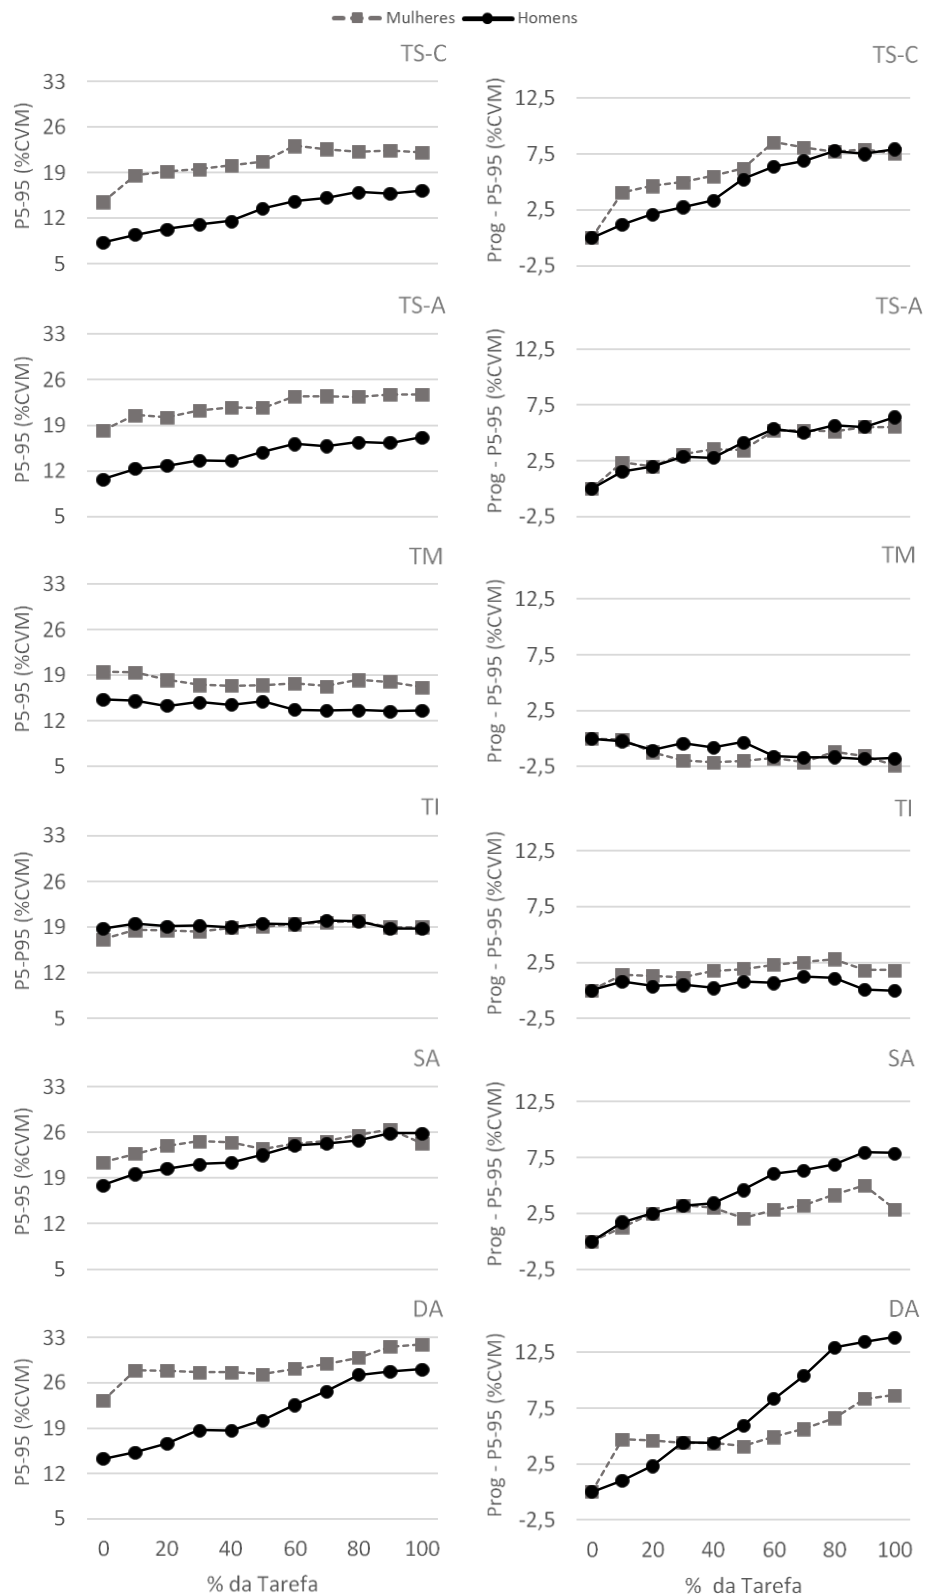 Mulheres Homens
TS-C
33
26
19
12
5
P5-95 (%CVM)
TS-C
12,5
7,5
2,5
-2,5
Prog - P5-95 (%CVM)
TS-A
33
26
19
12
5
P5-95 (%CVM)
TS-A
12,5
7,5
2,5
-2,5
Prog - P5-95 (%CVM)
TM
33
26
19
12
5
P5-95 (%CVM)
TM
12,5
7,5
2,5
-2,5
Prog - P5-95 (%CVM)
TI
33
26
19
12
5
P5-P95 (%CVM)
TI
12,5
7,5
2,5
-2,5
Prog - P5-95 (%CVM)
SA
33
26
19
12
5
P5-95 (%CVM)
SA
12,5
7,5
2,5
-2,5
Prog - P5-95 (%CVM)
DA
33
26
19
12
5
P5-95 (%CVM)
0 20 40 60 80 100
% da Tarefa
DA
12,5
7,5
2,5
-2,5
Prog - P5-95 (%CVM)
0 20 40 60 80 100
% da Tarefa